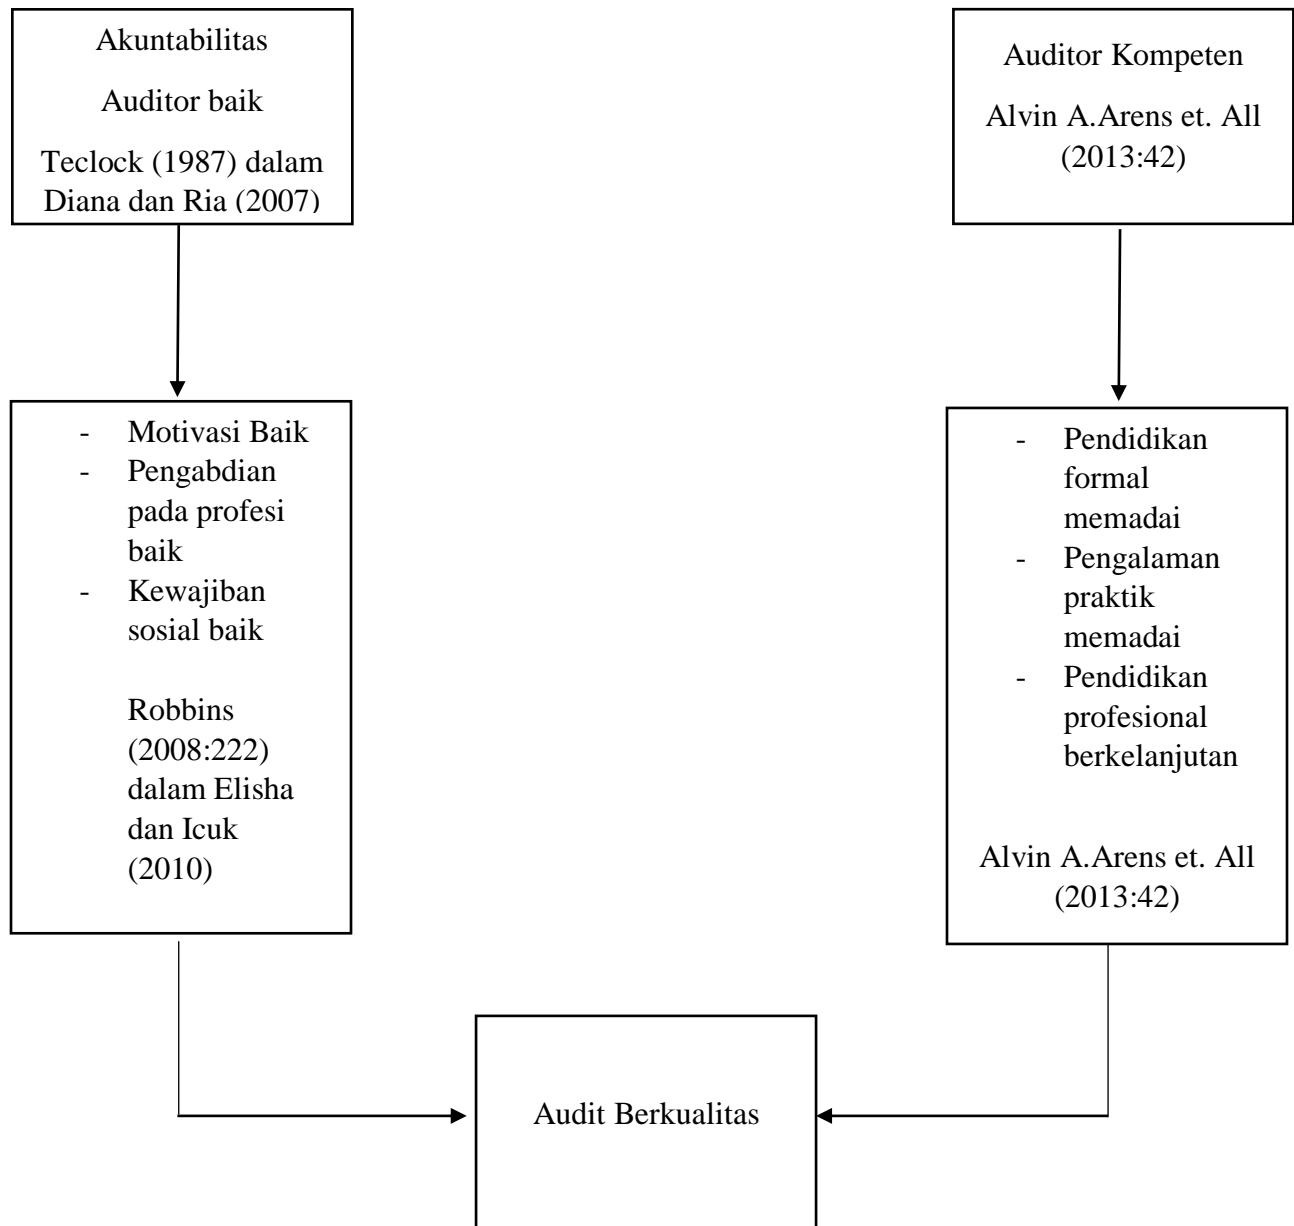 Akuntabilitas
Auditor baik
Teclock (1987) dalam
Diana dan Ria (2007)
Auditor Kompeten
Alvin A.Arens et. All
(2013:42)
- Motivasi Baik
- Pengabdian
pada profesi
baik
- Kewajiban
sosial baik
Robbins
(2008:222)
dalam Elisha
dan Icuk
(2010)
- Pendidikan
formal
memadai
- Pengalaman
praktik
memadai
- Pendidikan
profesional
berkelanjutan
Alvin A.Arens et. All
(2013:42)
Audit Berkualitas